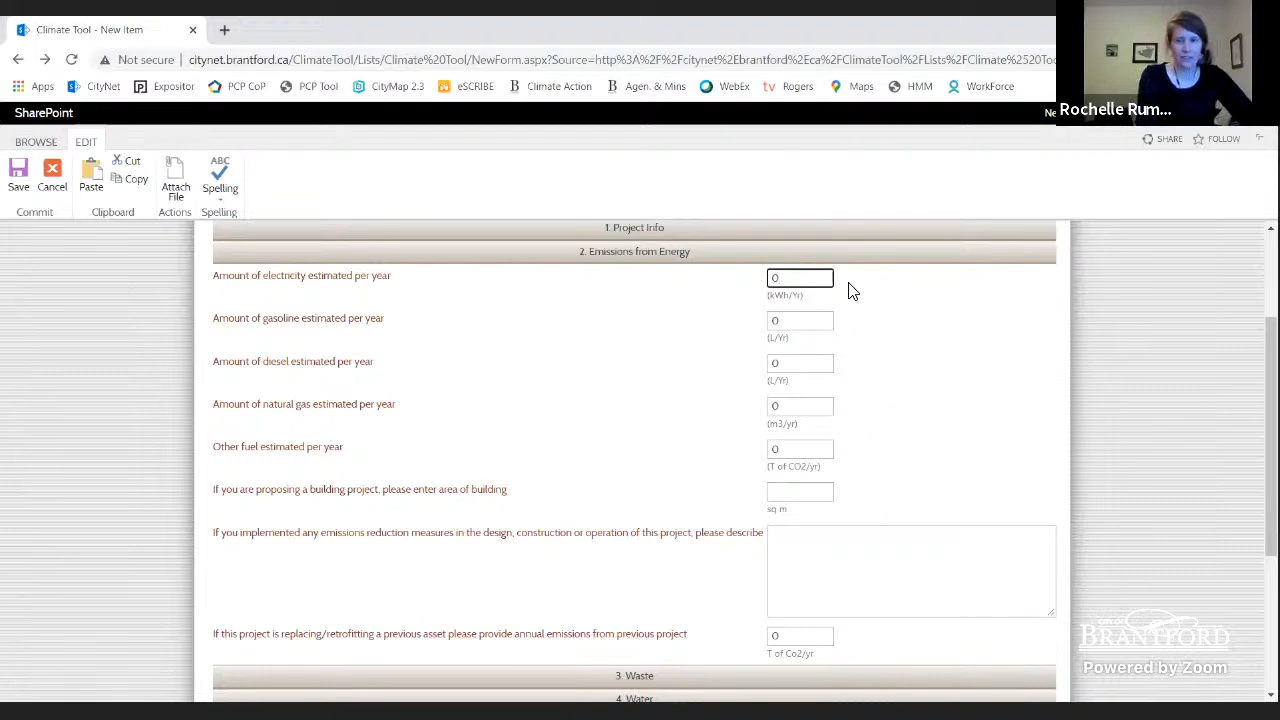 Climate Tool - New Item
Not secure | citynet.brantford.ca/ClimateTool/Lists/Climate%20Tool/NewForm.aspx?Source=http%3A%2F%2Fcitynet%2Ebrantford%2Eca%2FClimateTool%2FLists%2FClimate%20Too
Apps CityNet Expositor PCP CoP PCP Tool CityMap 2.3 eSCRIBE Climate Action Agen. & Mins WebEx Rogers Maps HMM WorkForce
Rochelle Rum...
SharePoint
Ne
BROWSE EDIT SHARE FOLLOW
Save Cancel Paste Cut Copy Attach File ABC Spelling
Commit Clipboard Actions Spelling
1. Project Info
2. Emissions from Energy
Amount of electricity estimated per year 0
(kWh/Yr)
Amount of gasoline estimated per year 0
(L/Yr)
Amount of diesel estimated per year 0
(L/Yr)
Amount of natural gas estimated per year 0
(m3/yr)
Other fuel estimated per year 0
(T of CO2/yr)
If you are proposing a building project, please enter area of building
sq m
If you implemented any emissions reduction measures in the design, construction or operation of this project, please describe
If this project is replacing/retrofitting asset please provide annual emissions from previous project 0
T of Co2/yr
3. Waste
4. Water
BRANTFORD
Powered by Zoom